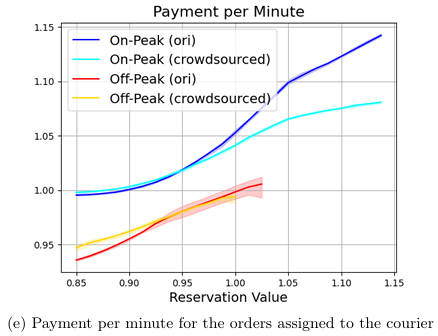 Payment per Minute
1.15
1.10
1.05
1.00
0.95
On-Peak (ori)
On-Peak (crowdsourced)
Off-Peak (ori)
Off-Peak (crowdsourced)
0.85 0.90 0.95 1.00 1.05 1.10 1.15
Reservation Value
(e) Payment per minute for the orders assigned to the courier